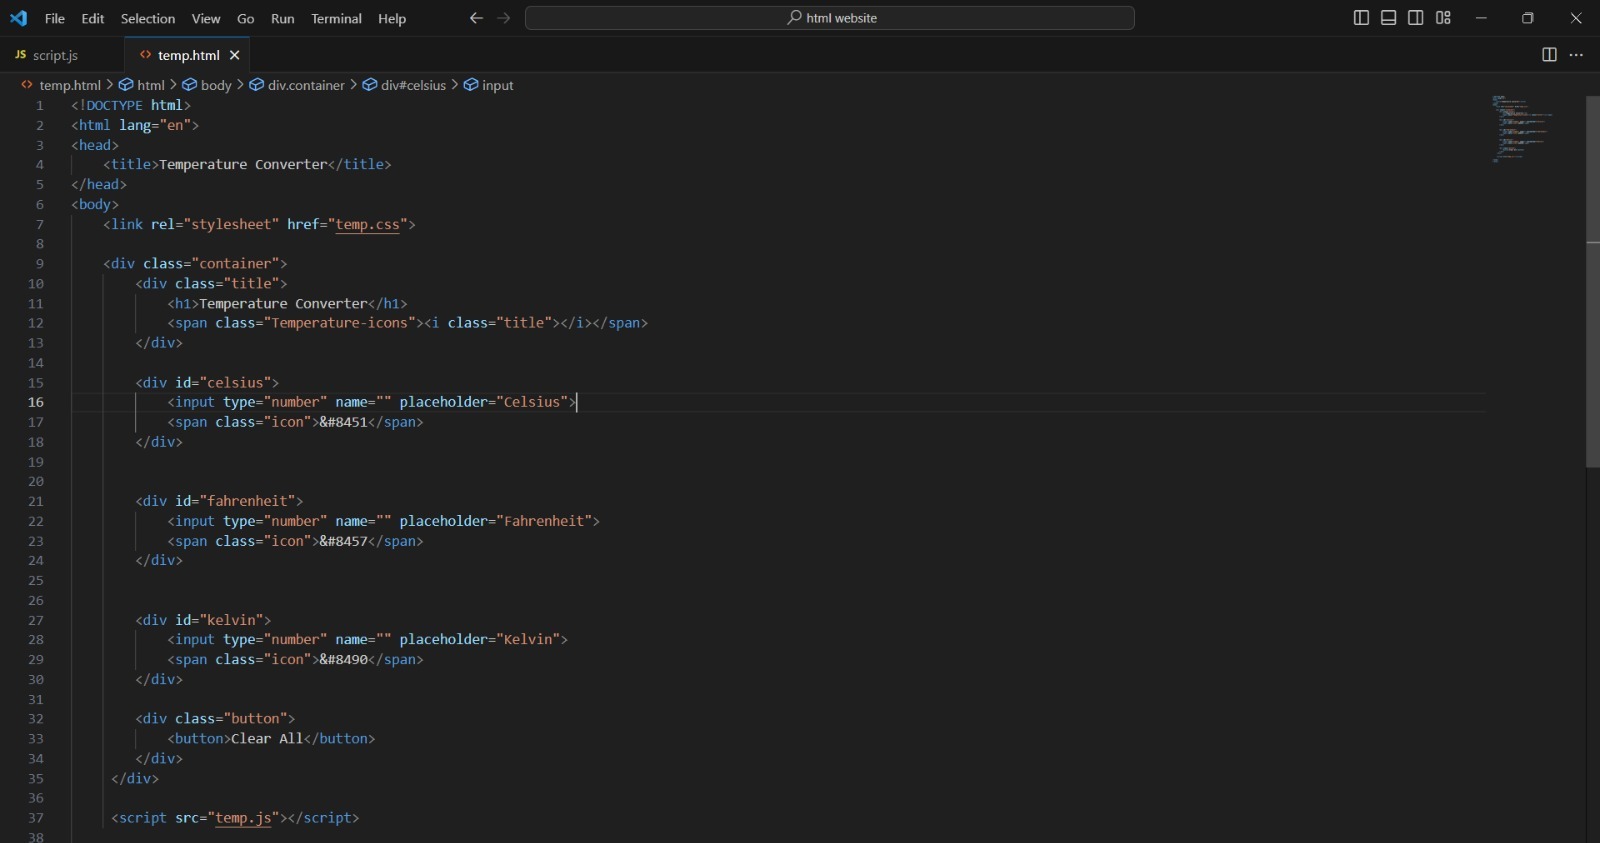 File Edit Selection View Go Run Terminal Help html website
JS script.js temp.html
temp.html > html > body > div.container > div#celsius > input
1 <!DOCTYPE html>
2 <html lang="en">
3 <head>
4 <title>Temperature Converter</title>
5 </head>
6 <body>
7 <link rel="stylesheet" href="temp.css">
8
9 <div class="container">
10 <div class="title">
11 <h1>Temperature Converter</h1>
12 <span class="Temperature-icons"><i class="title"></i></span>
13 </div>
14
15 <div id="celsius">
16 <input type="number" name="" placeholder="Celsius">
17 <span class="icon">&#8451</span>
18 </div>
19
20
21 <div id="fahrenheit">
22 <input type="number" name="" placeholder="Fahrenheit">
23 <span class="icon">&#8457</span>
24 </div>
25
26
27 <div id="kelvin">
28 <input type="number" name="" placeholder="Kelvin">
29 <span class="icon">&#8490</span>
30 </div>
31
32 <div class="button">
33 <button>Clear All</button>
34 </div>
35 </div>
36
37 <script src="temp.js"></script>
38